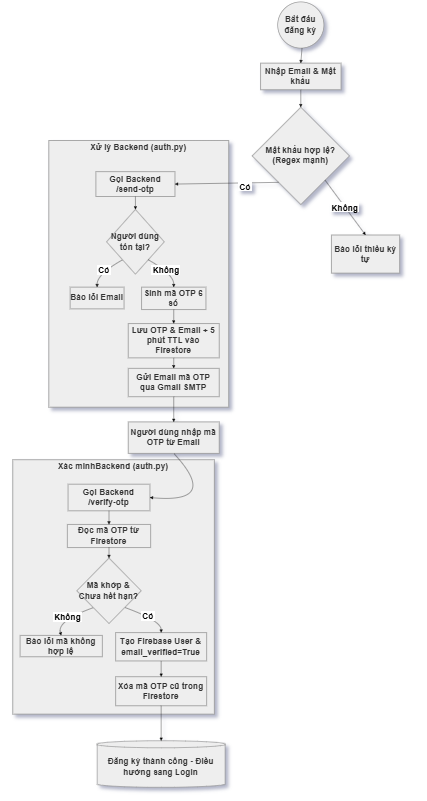 Bắt đầu
đăng ký
Nhập Email & Mật
khẩu
Mật khẩu hợp lệ?
(Regex mạnh)
Có
Không
Báo lỗi thiếu ký
tự
Xử lý Backend (auth.py)
Gọi Backend
/send-otp
Người dùng
tồn tại?
Có
Không
Báo lỗi Email
Sinh mã OTP 6
số
Lưu OTP & Email + 5
phút TTL vào
Firestore
Gửi Email mã OTP
qua Gmail SMTP
Người dùng nhập mã
OTP từ Email
Xác minhBackend (auth.py)
Gọi Backend
/verify-otp
Đọc mã OTP từ
Firestore
Mã khớp &
Chưa hết hạn?
Không
Có
Báo lỗi mã không
hợp lệ
Tạo Firebase User &
email_verified=True
Xóa mã OTP cũ trong
Firestore
Đăng ký thành công - Điều
hướng sang Login